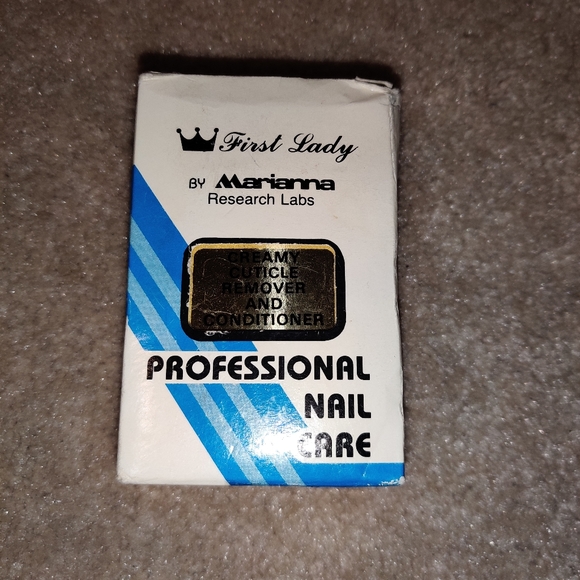 First Lady
BY Marianna
Research Labs
CREAMY
CUTICLE
REMOVER
AND
CONDITIONER
PROFESSIONAL
NAIL
CARE